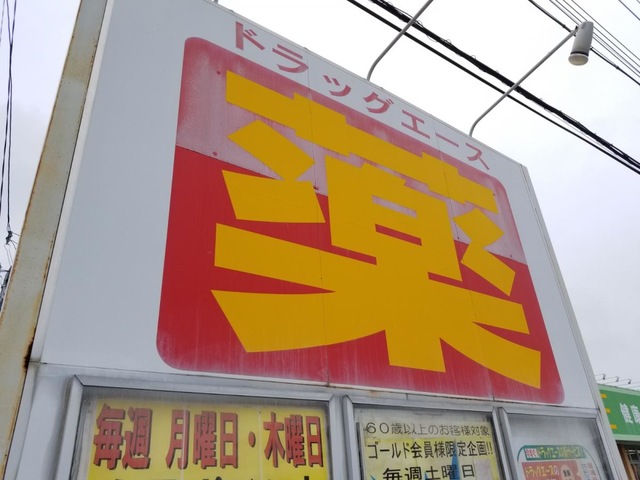 ドラッグエース
薬
毎週 月曜日・木曜日
60歳以上のお客様対象
ゴールド会員様限定企画!!
毎週土曜日